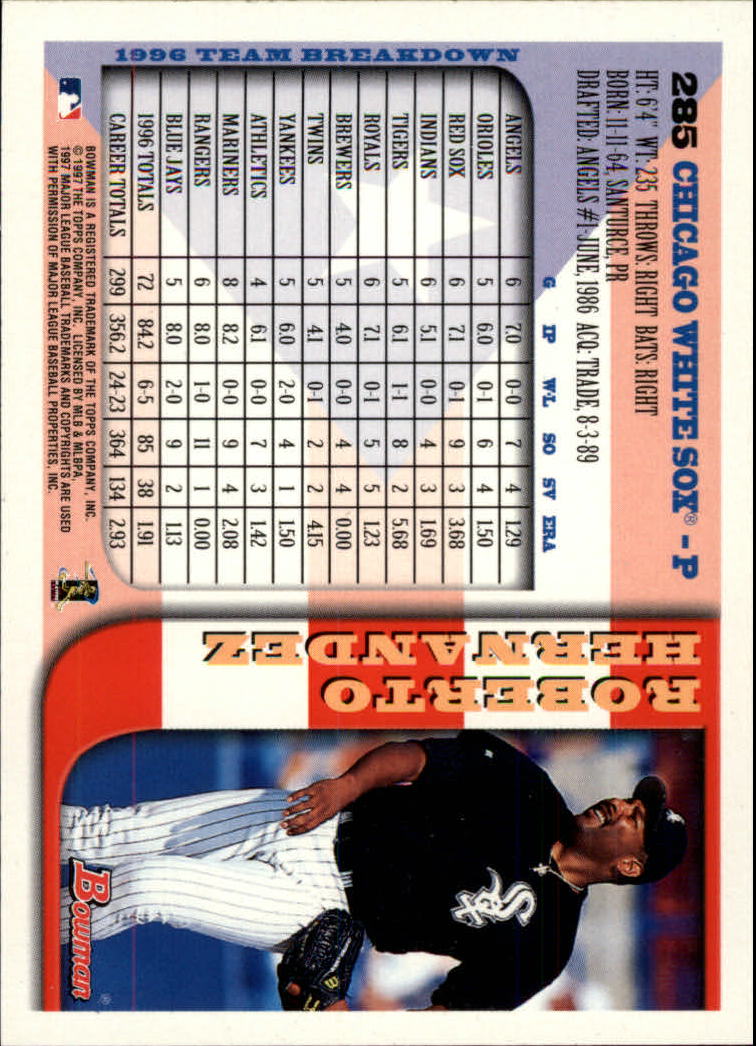 285 CHICAGO WHITE SOX® - P
HT: 6'4" WT: 235 THROWS: RIGHT BATS: RIGHT
BORN: 11-11-64, SANTURCE, PR
DRAFTED: ANGELS #1-JUNE, 1986 ACQ: TRADE, 8-3-89
G IP W-L SO SV ERA
ANGELS 6 7.0 0-0 7 4 1.29
ORIOLES 6 6.0 0-1 6 4 1.50
RED SOX 6 7.1 0-1 9 3 3.68
INDIANS 6 5.1 0-0 4 3 1.69
TIGERS 5 6.1 1-1 8 2 5.68
ROYALS 6 7.1 0-1 5 5 1.23
BREWERS 5 4.0 0-0 4 4 0.00
TWINS 5 4.1 0-1 2 2 4.15
YANKEES 5 6.0 2-0 4 1 1.50
ATHLETICS 4 6.1 0-0 7 3 1.42
MARINERS 8 8.2 0-0 9 4 2.08
RANGERS 6 8.0 1-0 11 1 0.00
BLUE JAYS 5 8.0 2-0 9 2 1.13
1996 TOTALS 72 84.2 6-5 85 38 1.91
CAREER TOTALS 299 356.2 24-23 364 134 2.93
1996 TEAM BREAKDOWN
BOWMAN IS A REGISTERED TRADEMARK OF THE TOPPS COMPANY, INC.
© 1997 THE TOPPS COMPANY, INC. LICENSED BY MLB & MLBPA.
1997 MAJOR LEAGUE BASEBALL TRADEMARKS AND COPYRIGHTS ARE USED
WITH PERMISSION OF MAJOR LEAGUE BASEBALL PROPERTIES, INC.
ROBERTO
HERNANDEZ
Sox
Bowman®